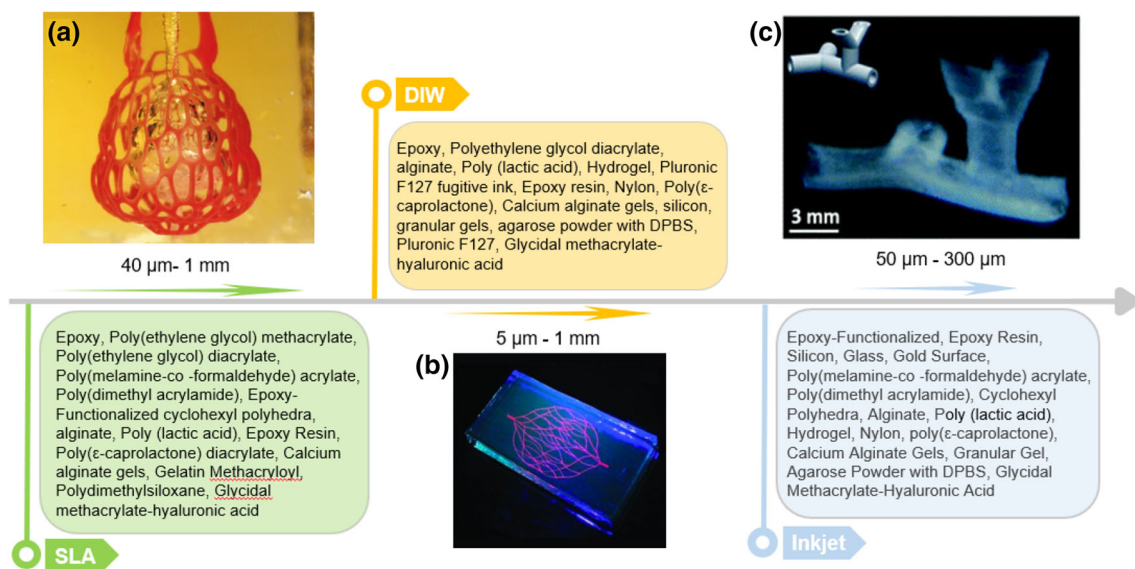 (a)
40 µm- 1 mm
Epoxy, Poly(ethylene glycol) methacrylate,
Poly(ethylene glycol) diacrylate,
Poly(melamine-co -formaldehyde) acrylate,
Poly(dimethyl acrylamide), Epoxy-
Functionalized cyclohexyl polyhedra,
alginate, Poly (lactic acid), Epoxy Resin,
Poly(ε-caprolactone) diacrylate, Calcium
alginate gels, Gelatin Methacryloyl,
Polydimethylsiloxane, Glycidal
methacrylate-hyaluronic acid
SLA
DIW
Epoxy, Polyethylene glycol diacrylate,
alginate, Poly (lactic acid), Hydrogel, Pluronic
F127 fugitive ink, Epoxy resin, Nylon, Poly(ε-
caprolactone), Calcium alginate gels, silicon,
granular gels, agarose powder with DPBS,
Pluronic F127, Glycidal methacrylate-
hyaluronic acid
5 µm - 1 mm
(b)
(c)
3 mm
50 µm - 300 µm
Epoxy-Functionalized, Epoxy Resin,
Silicon, Glass, Gold Surface,
Poly(melamine-co -formaldehyde) acrylate,
Poly(dimethyl acrylamide), Cyclohexyl
Polyhedra, Alginate, Poly (lactic acid),
Hydrogel, Nylon, poly(ε-caprolactone),
Calcium Alginate Gels, Granular Gel,
Agarose Powder with DPBS, Glycidal
Methacrylate-Hyaluronic Acid
Inkjet